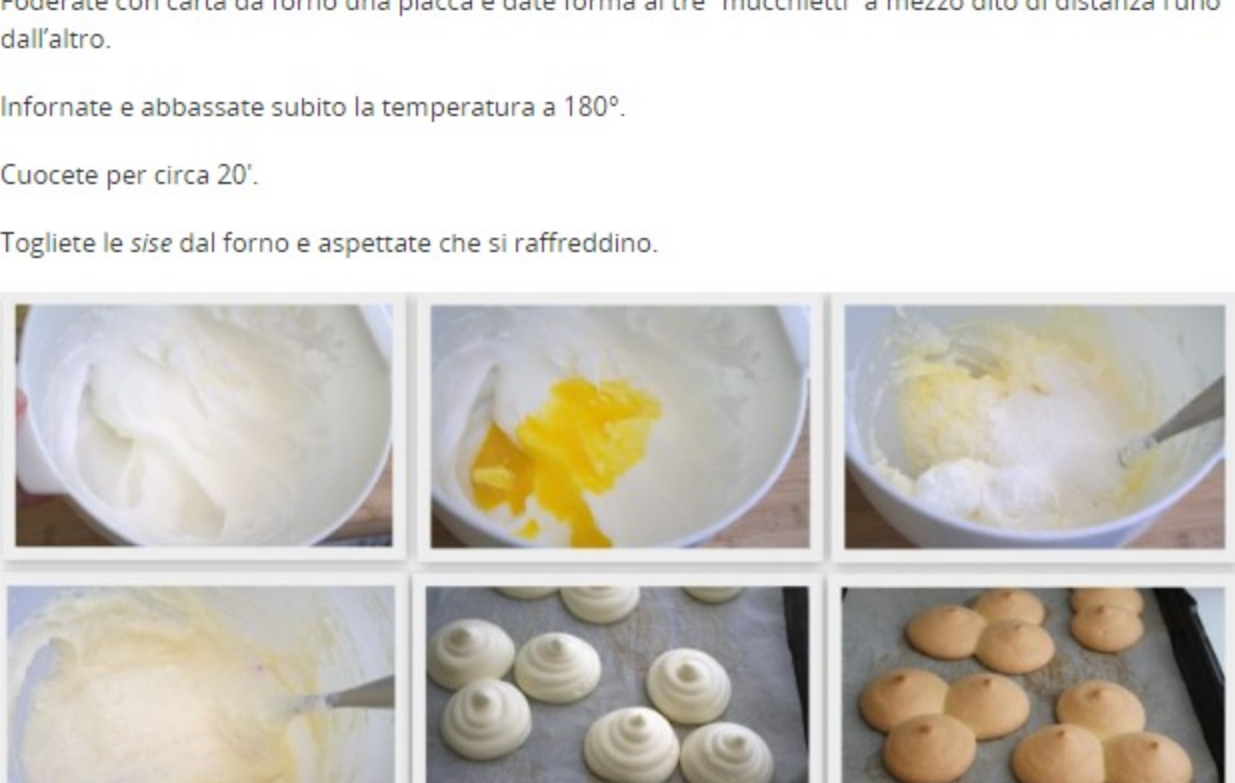 Foderate con carta da forno una placca e date forma ai tre "mucchietti" a mezzo dito di distanza l'uno
dall'altro.
Infornate e abbassate subito la temperatura a 180°.
Cuocete per circa 20'.
Togliete le sise dal forno e aspettate che si raffreddino.